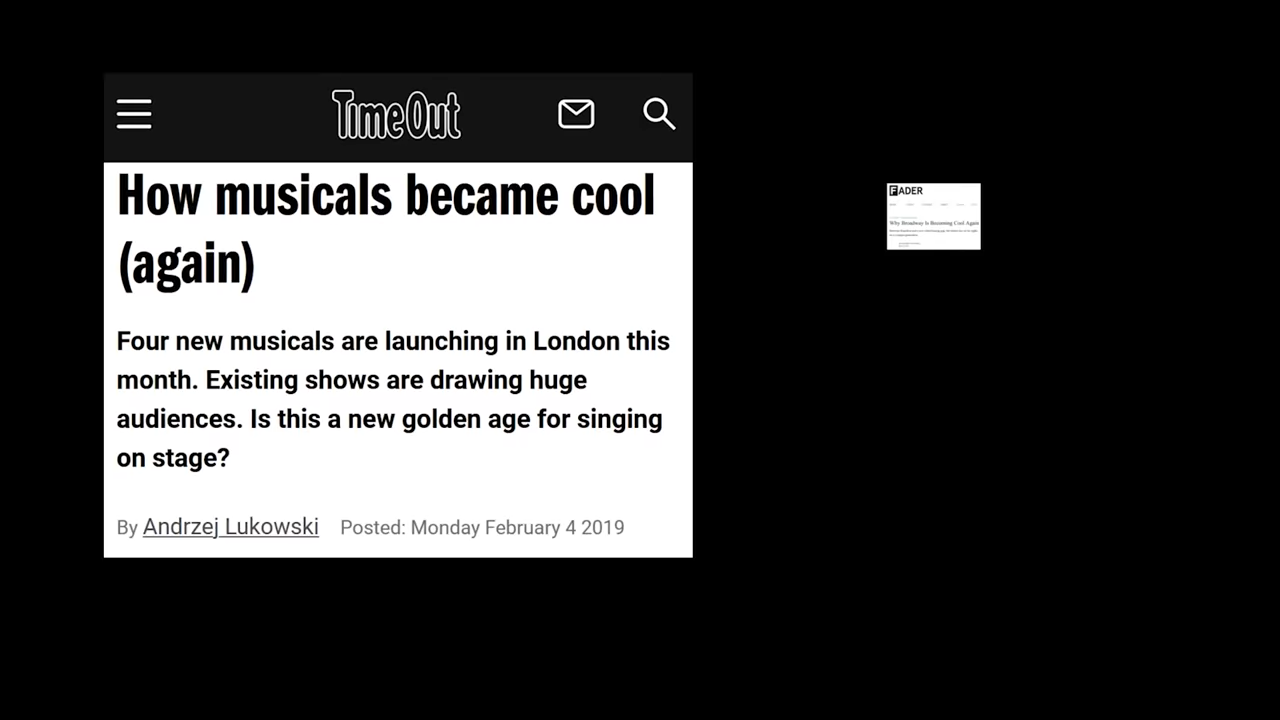 TimeOut
How musicals became cool
(again)
Four new musicals are launching in London this
month. Existing shows are drawing huge
audiences. Is this a new golden age for singing
on stage?
By Andrzej Lukowski Posted: Monday February 4 2019
FADER
Why Broadway Is Becoming Cool Again